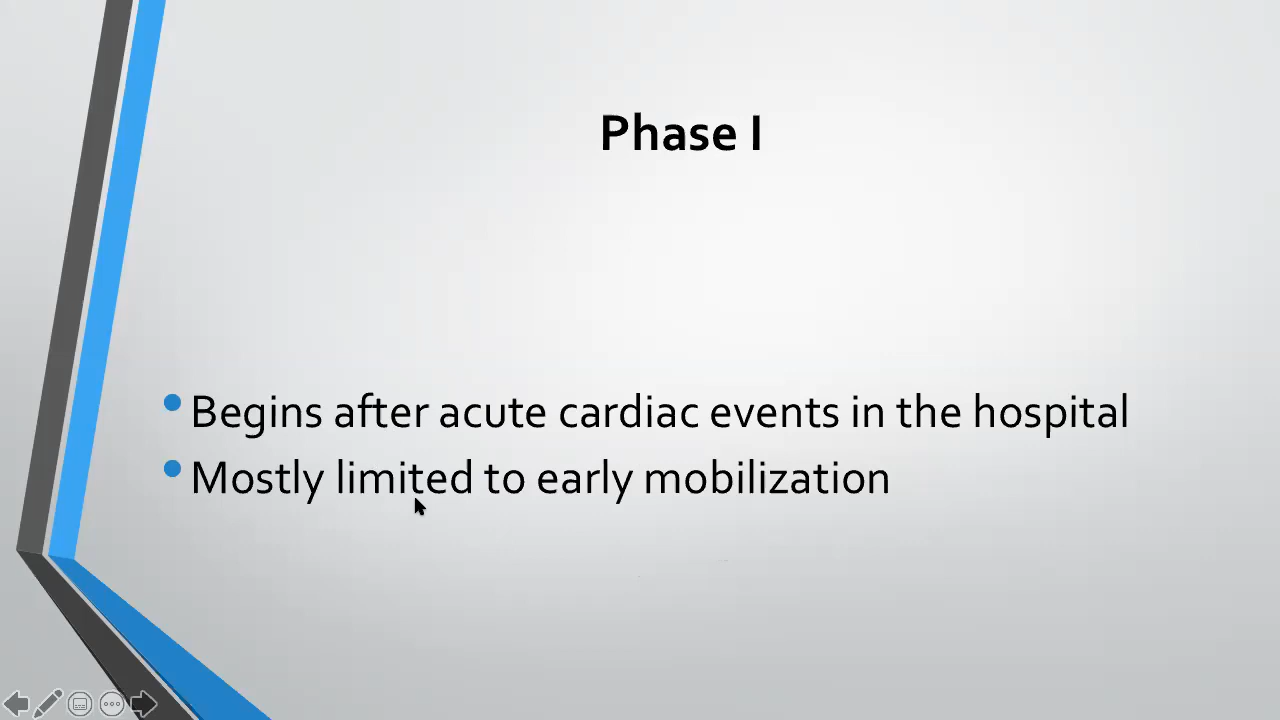 Phase I
Begins after acute cardiac events in the hospital
Mostly limited to early mobilization